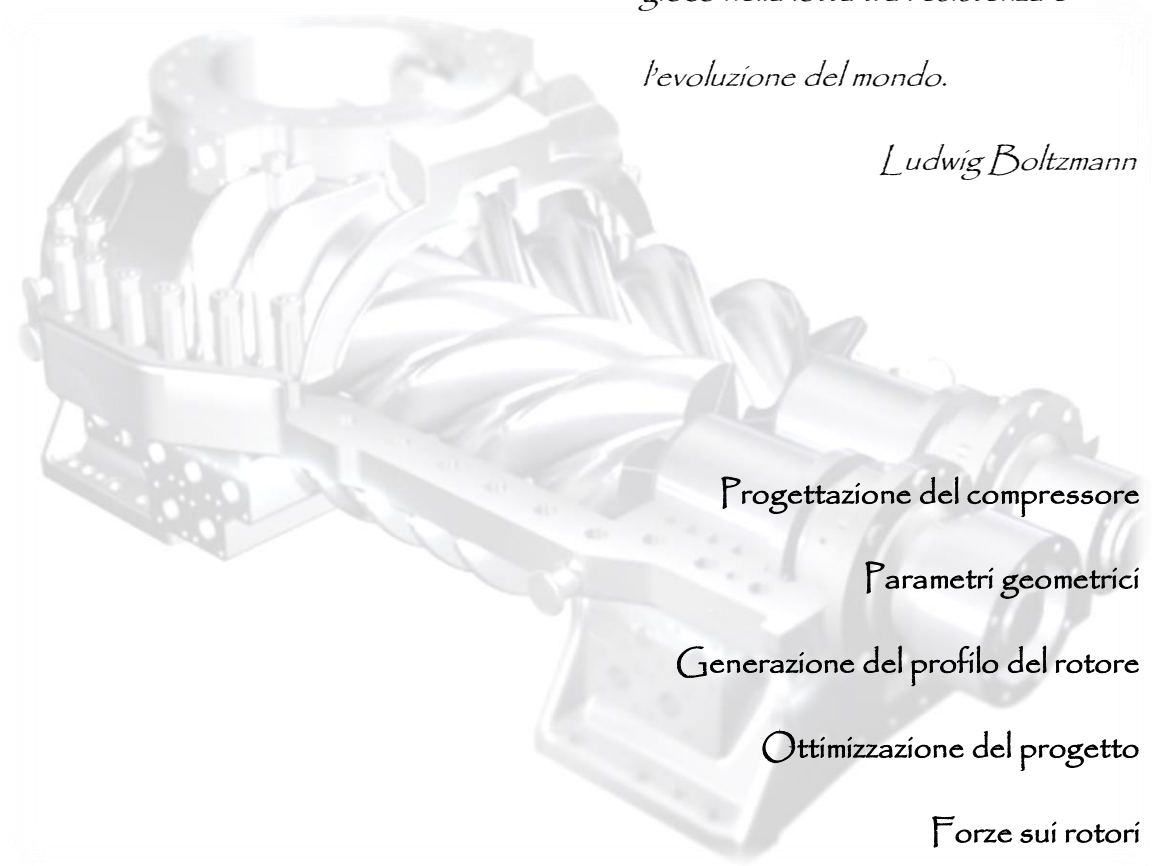 l'evoluzione del mondo.
Ludwig Boltzmann
Progettazione del compressore
Parametri geometrici
Generazione del profilo del rotore
Ottimizzazione del progetto
Forze sui rotori